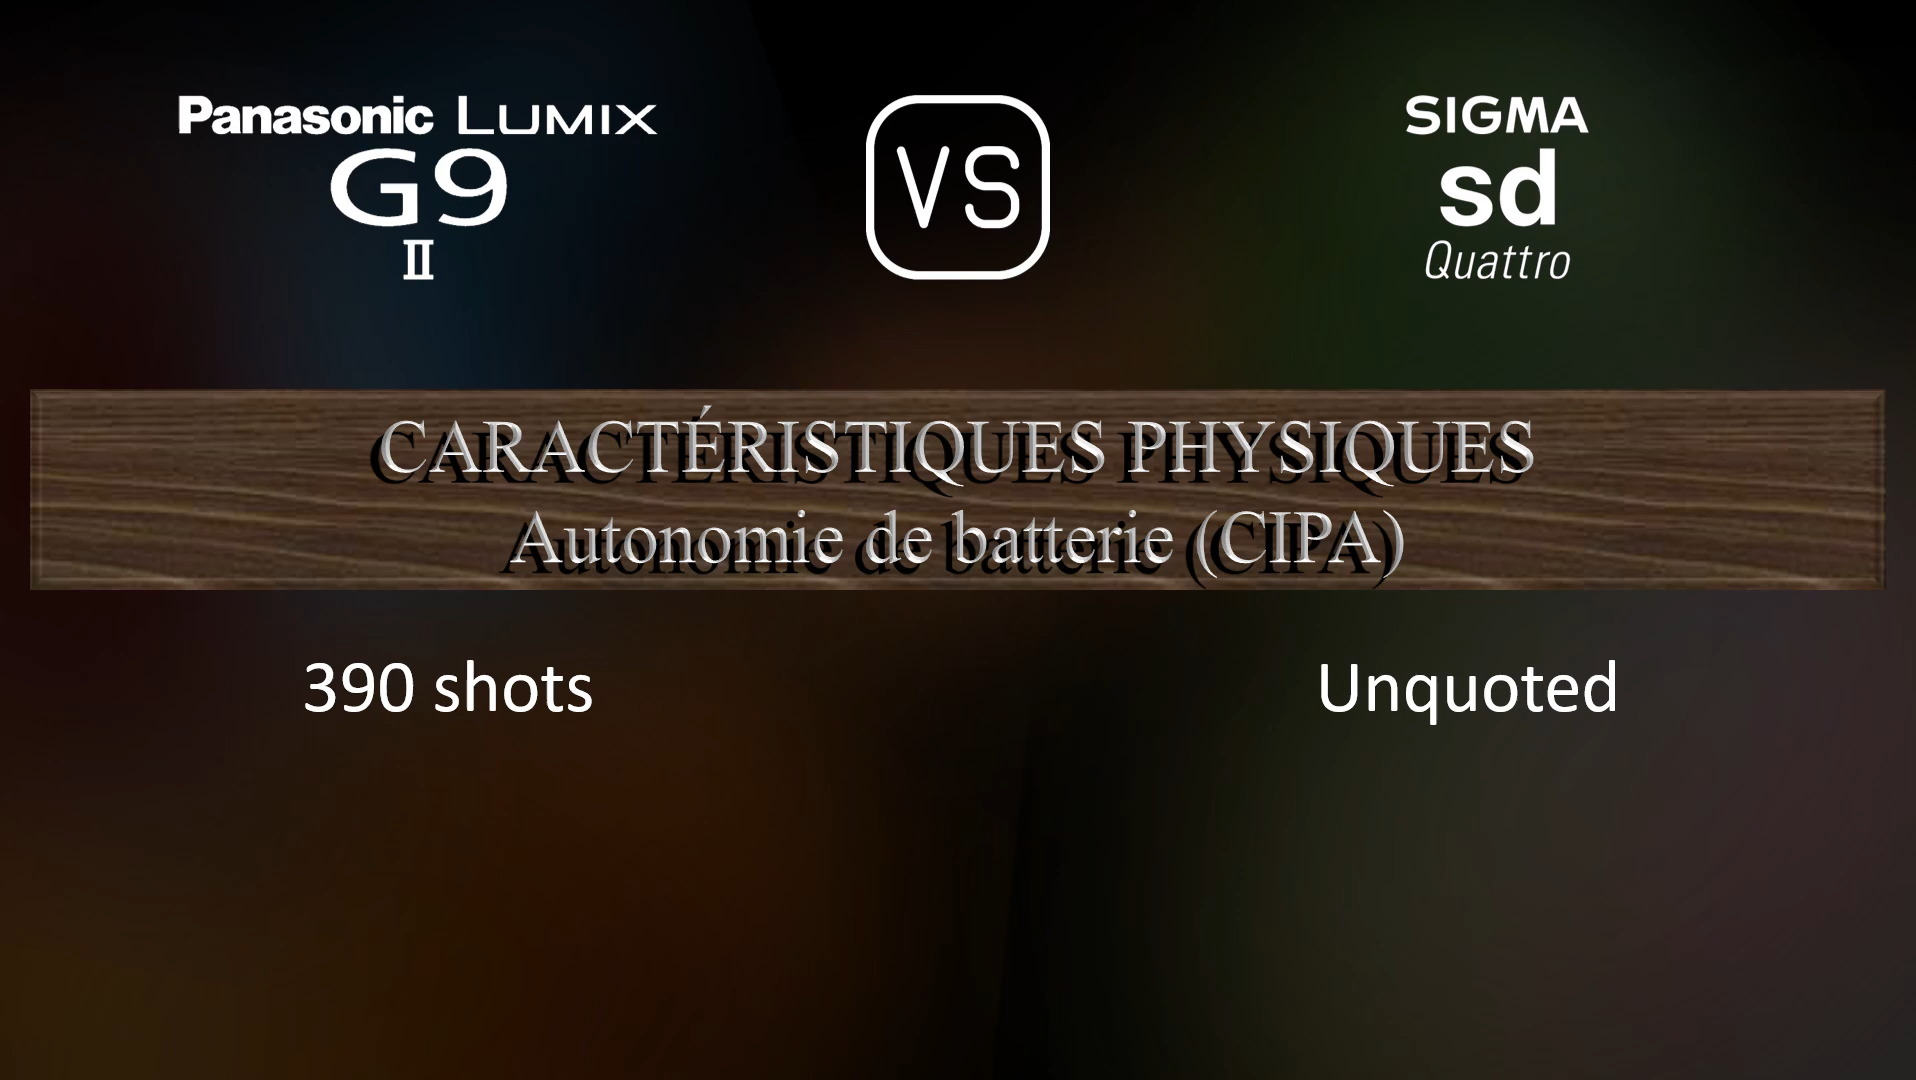 Panasonic LUMIX
G9
II
VS
SIGMA
sd
Quattro
CARACTÉRISTIQUES PHYSIQUES
Autonomie de batterie (CIPA)
390 shots
Unquoted